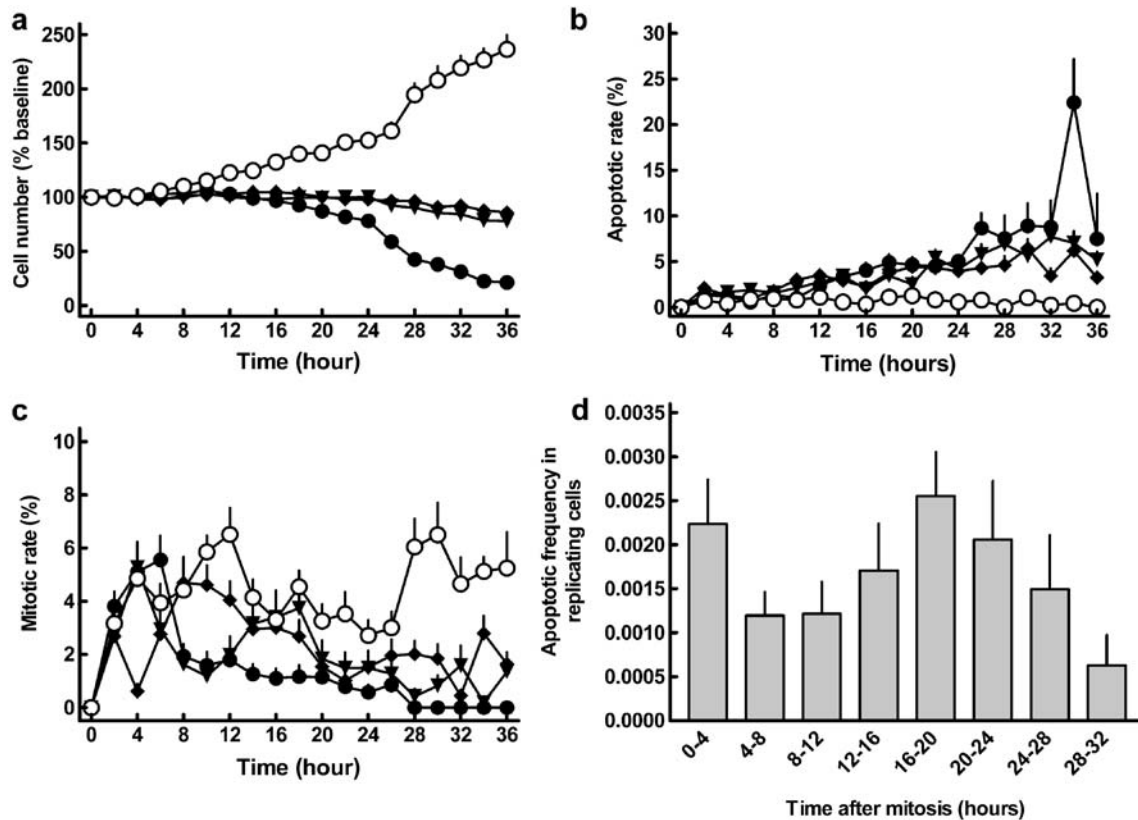 a
Cell number (% baseline)
250
200
150
100
50
0
0 4 8 12 16 20 24 28 32 36
Time (hour)
b
Apoptotic rate (%)
30
25
20
15
10
5
0
0 4 8 12 16 20 24 28 32 36
Time (hours)
c
Mitotic rate (%)
10
8
6
4
2
0
0 4 8 12 16 20 24 28 32 36
Time (hour)
d
Apoptotic frequency in
replicating cells
0.0035
0.0030
0.0025
0.0020
0.0015
0.0010
0.0005
0.0000
0-4 4-8 8-12 12-16 16-20 20-24 24-28 28-32
Time after mitosis (hours)